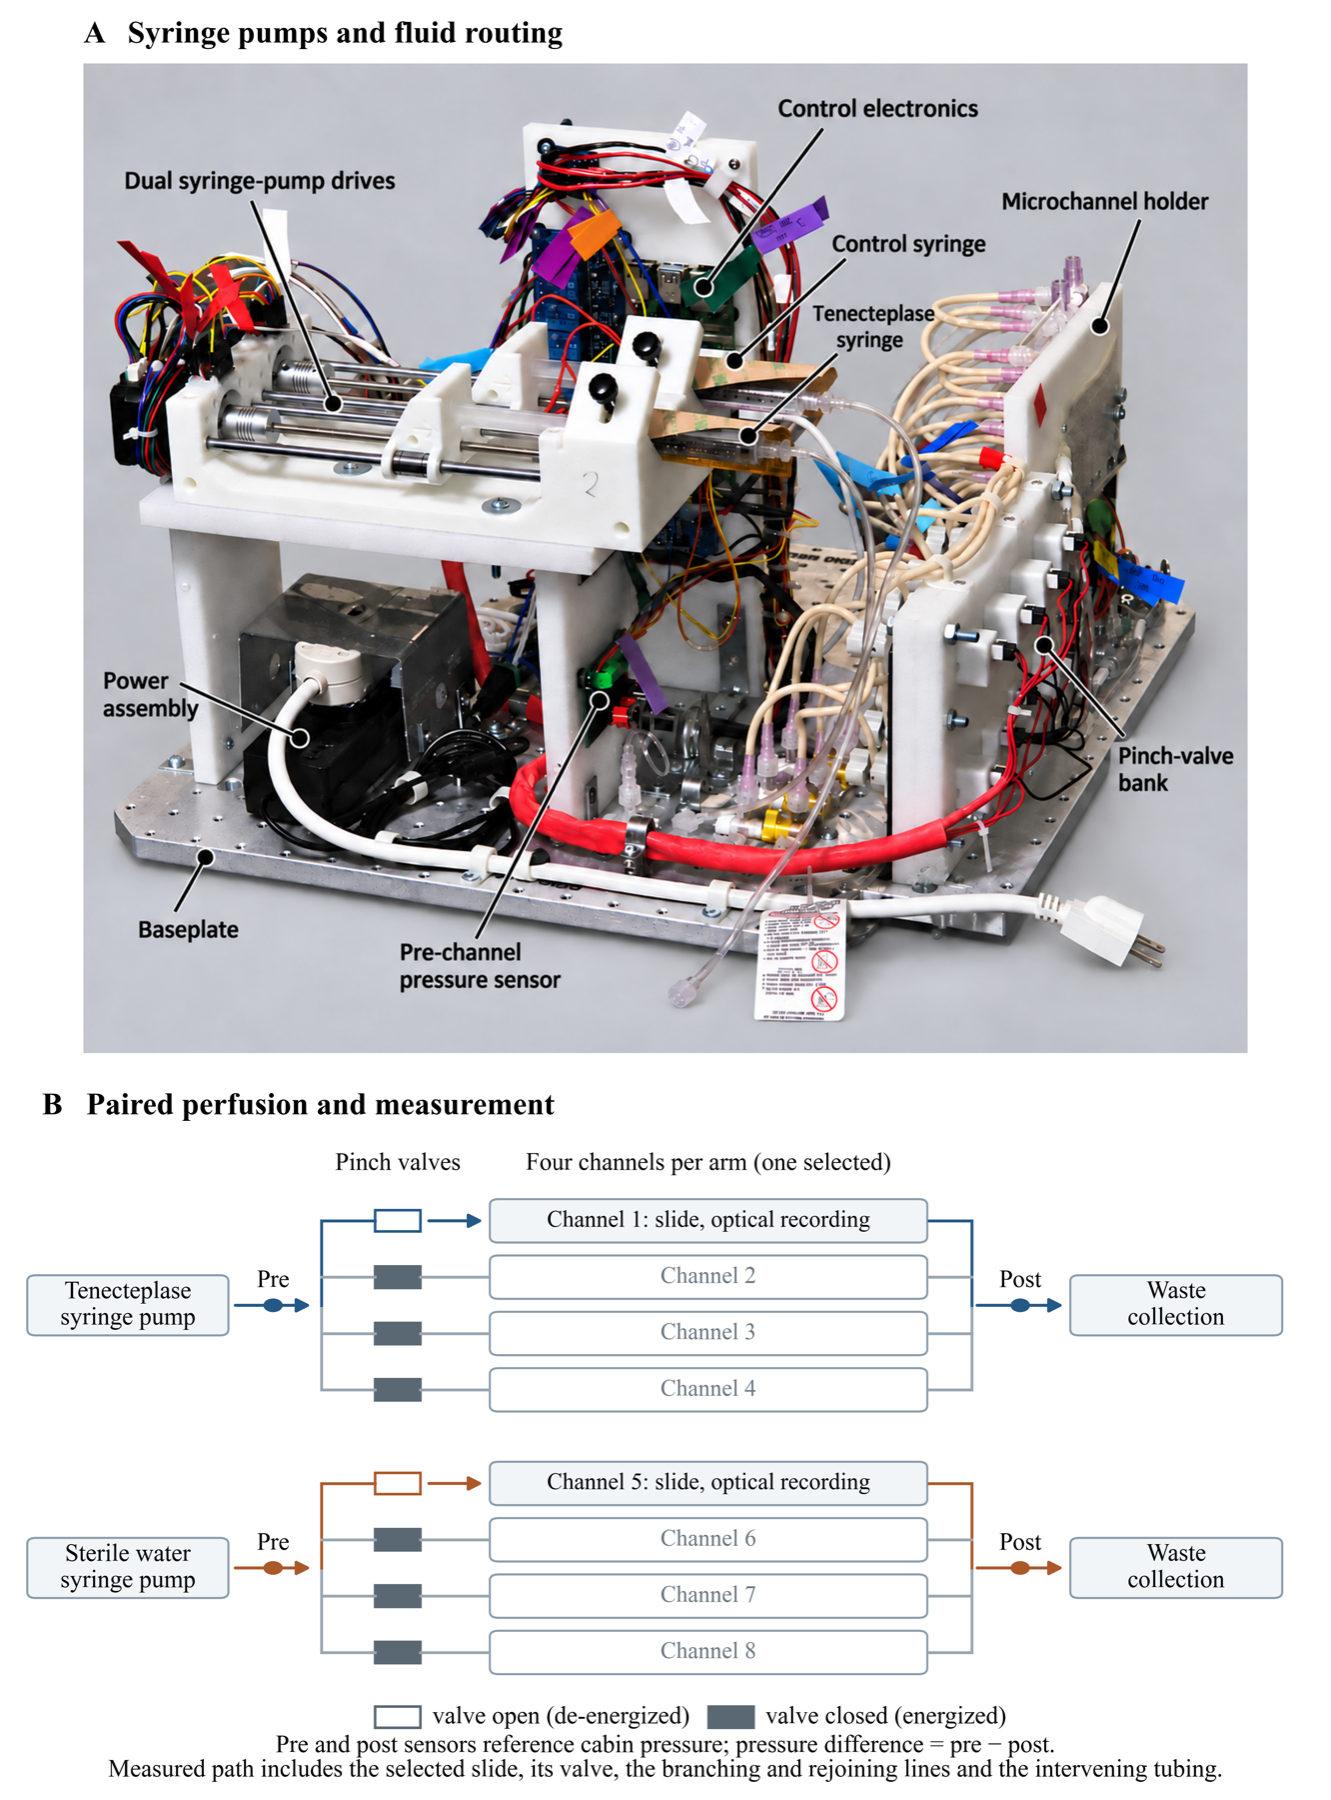 A Syringe pumps and fluid routing
Control electronics
Dual syringe-pump drives
Microchannel holder
Control syringe
Tenecteplase
syringe
2
Power
assembly
Pinch-valve
bank
Baseplate
Pre-channel
pressure sensor
B Paired perfusion and measurement
Pinch valves
Four channels per arm (one selected)
Channel 1: slide, optical recording
Tenecteplase
syringe pump
Pre
Channel 2
Channel 3
Channel 4
Post
Waste
collection
Channel 5: slide, optical recording
Sterile water
syringe pump
Pre
Channel 6
Channel 7
Channel 8
Post
Waste
collection
valve open (de-energized)
valve closed (energized)
Pre and post sensors reference cabin pressure; pressure difference = pre − post.
Measured path includes the selected slide, its valve, the branching and rejoining lines and the intervening tubing.